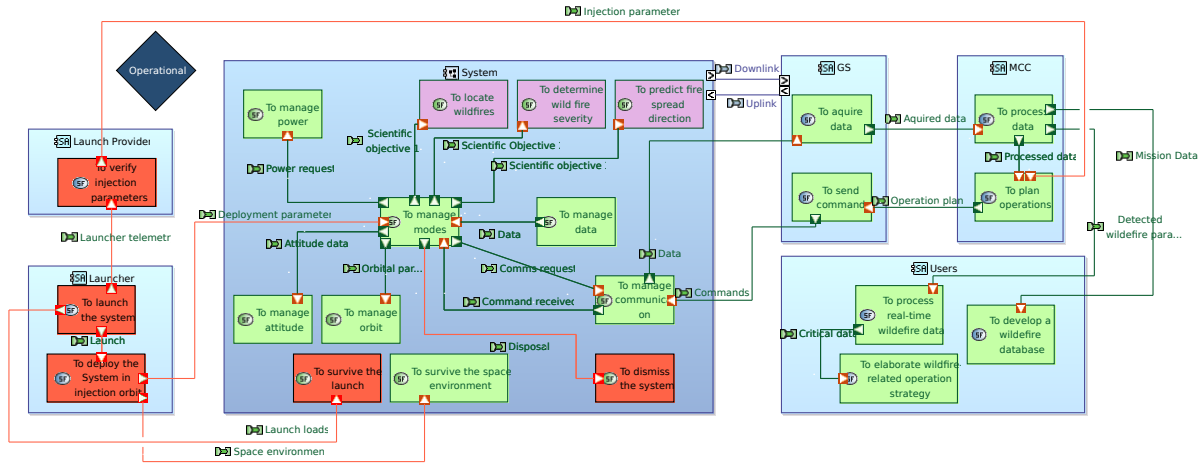 Injection parameter
Operational
Launch Provider
To verify
injection
parameters
Launcher telemetr
Launcher
To launch
the system
Launch
To deploy the
System in
injection orbit
Deployment parameter
Launch loads
Space environmen
System
To manage
power
To locate
wildfires
To determine
wild fire
severity
To predict fire
spread
direction
Scientific
objective 1
Scientific Objective
Scientific objective
Power request
To manage
modes
To manage
data
Data
Attitude data
Orbital par...
Comms request
Command received
To manage
communic
on
Data
Commands
To manage
attitude
To manage
orbit
Disposal
To survive the
launch
To survive the space
environment
To dismiss
the system
Downlink
Uplink
GS
To aquire
data
Aquired data
To send
command
Operation plan
MCC
To process
data
Processed data
To plan
operations
Mission Data
Detected
wildefire para...
Users
To process
real-time
wildefire data
To develop a
wildefire
database
Critical data
To elaborate wildfire-
related operation
strategy